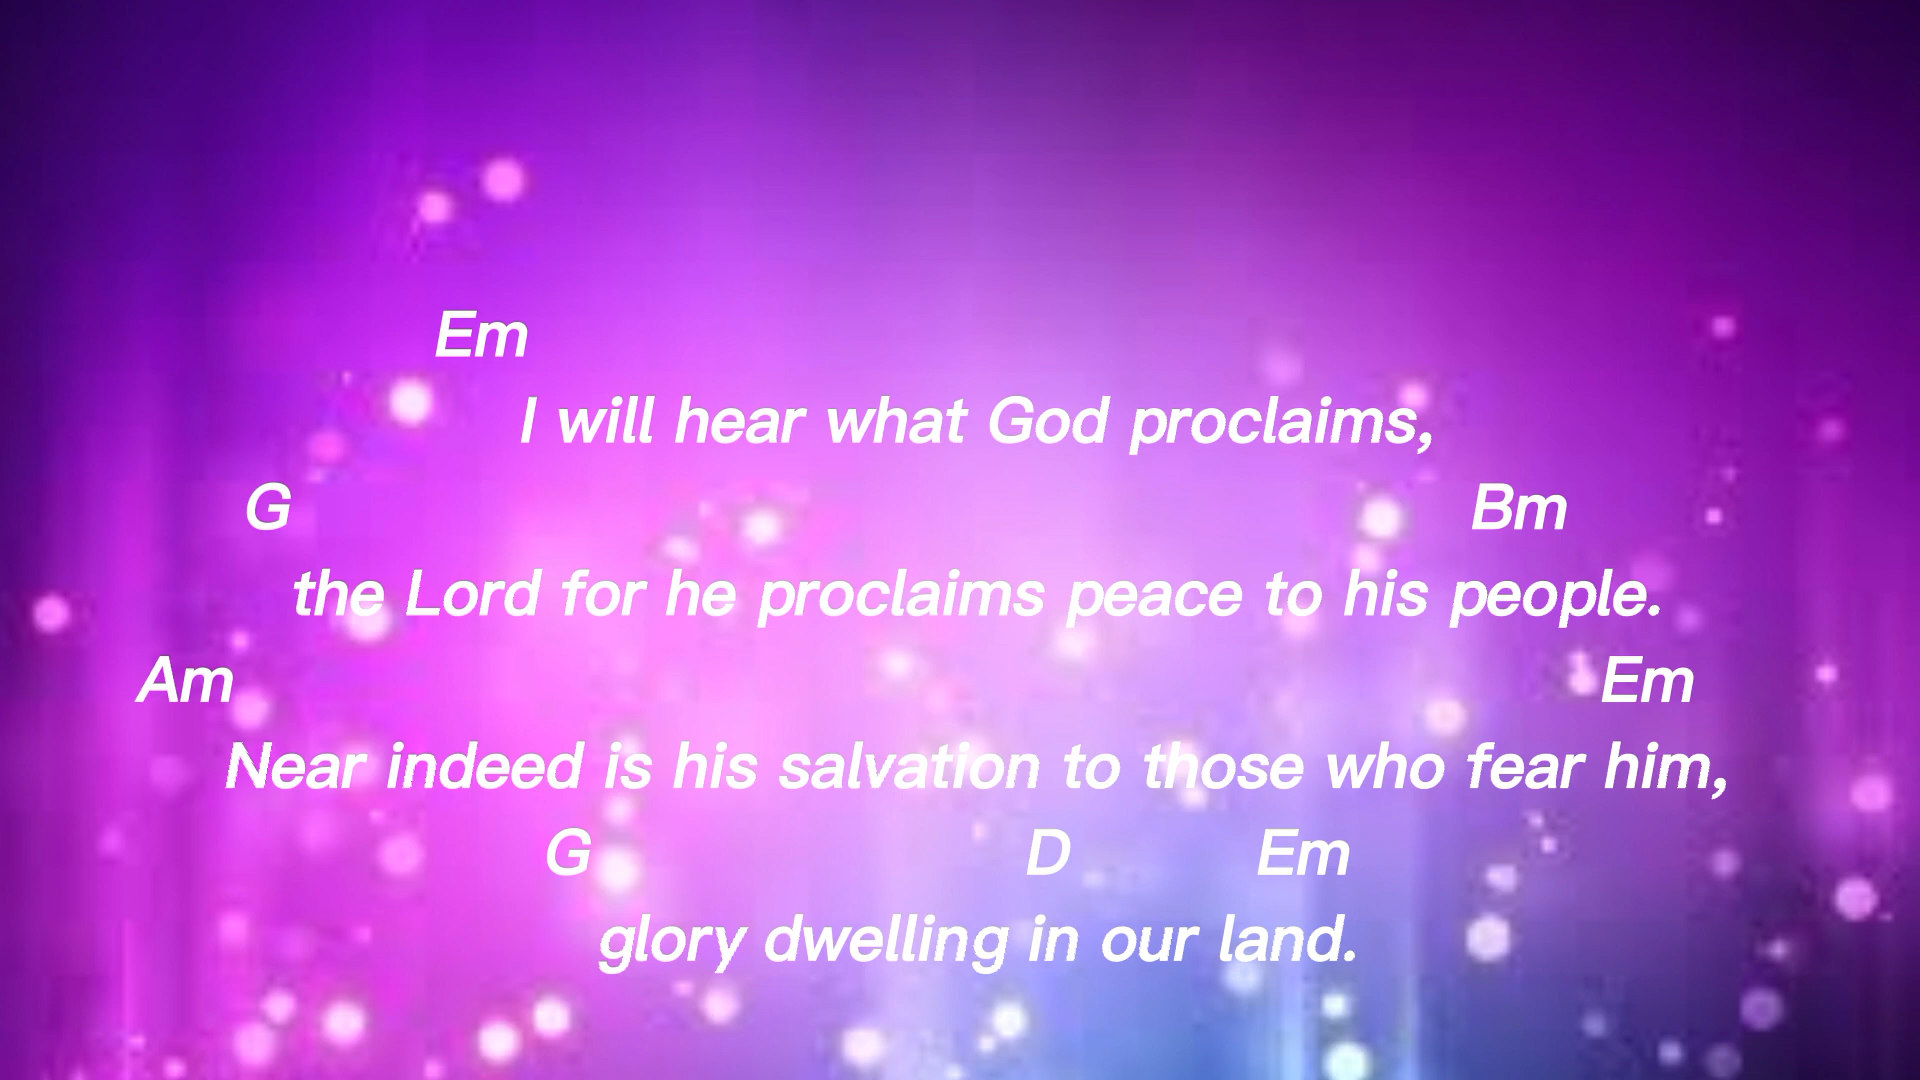 Em
I will hear what God proclaims,
G Bm
the Lord for he proclaims peace to his people.
Am Em
Near indeed is his salvation to those who fear him,
G D Em
glory dwelling in our land.